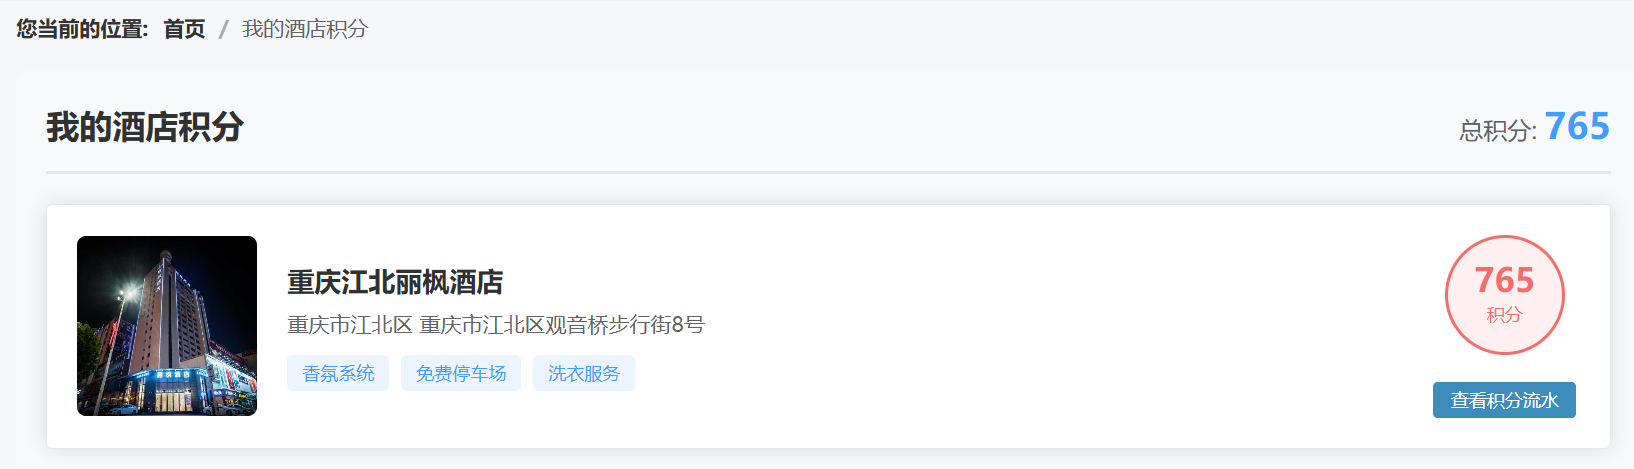 您当前的位置: 首页 / 我的酒店积分
我的酒店积分
总积分: 765
重庆江北丽枫酒店
重庆市江北区 重庆市江北区观音桥步行街8号
香氛系统 免费停车场 洗衣服务
765
积分
查看积分流水